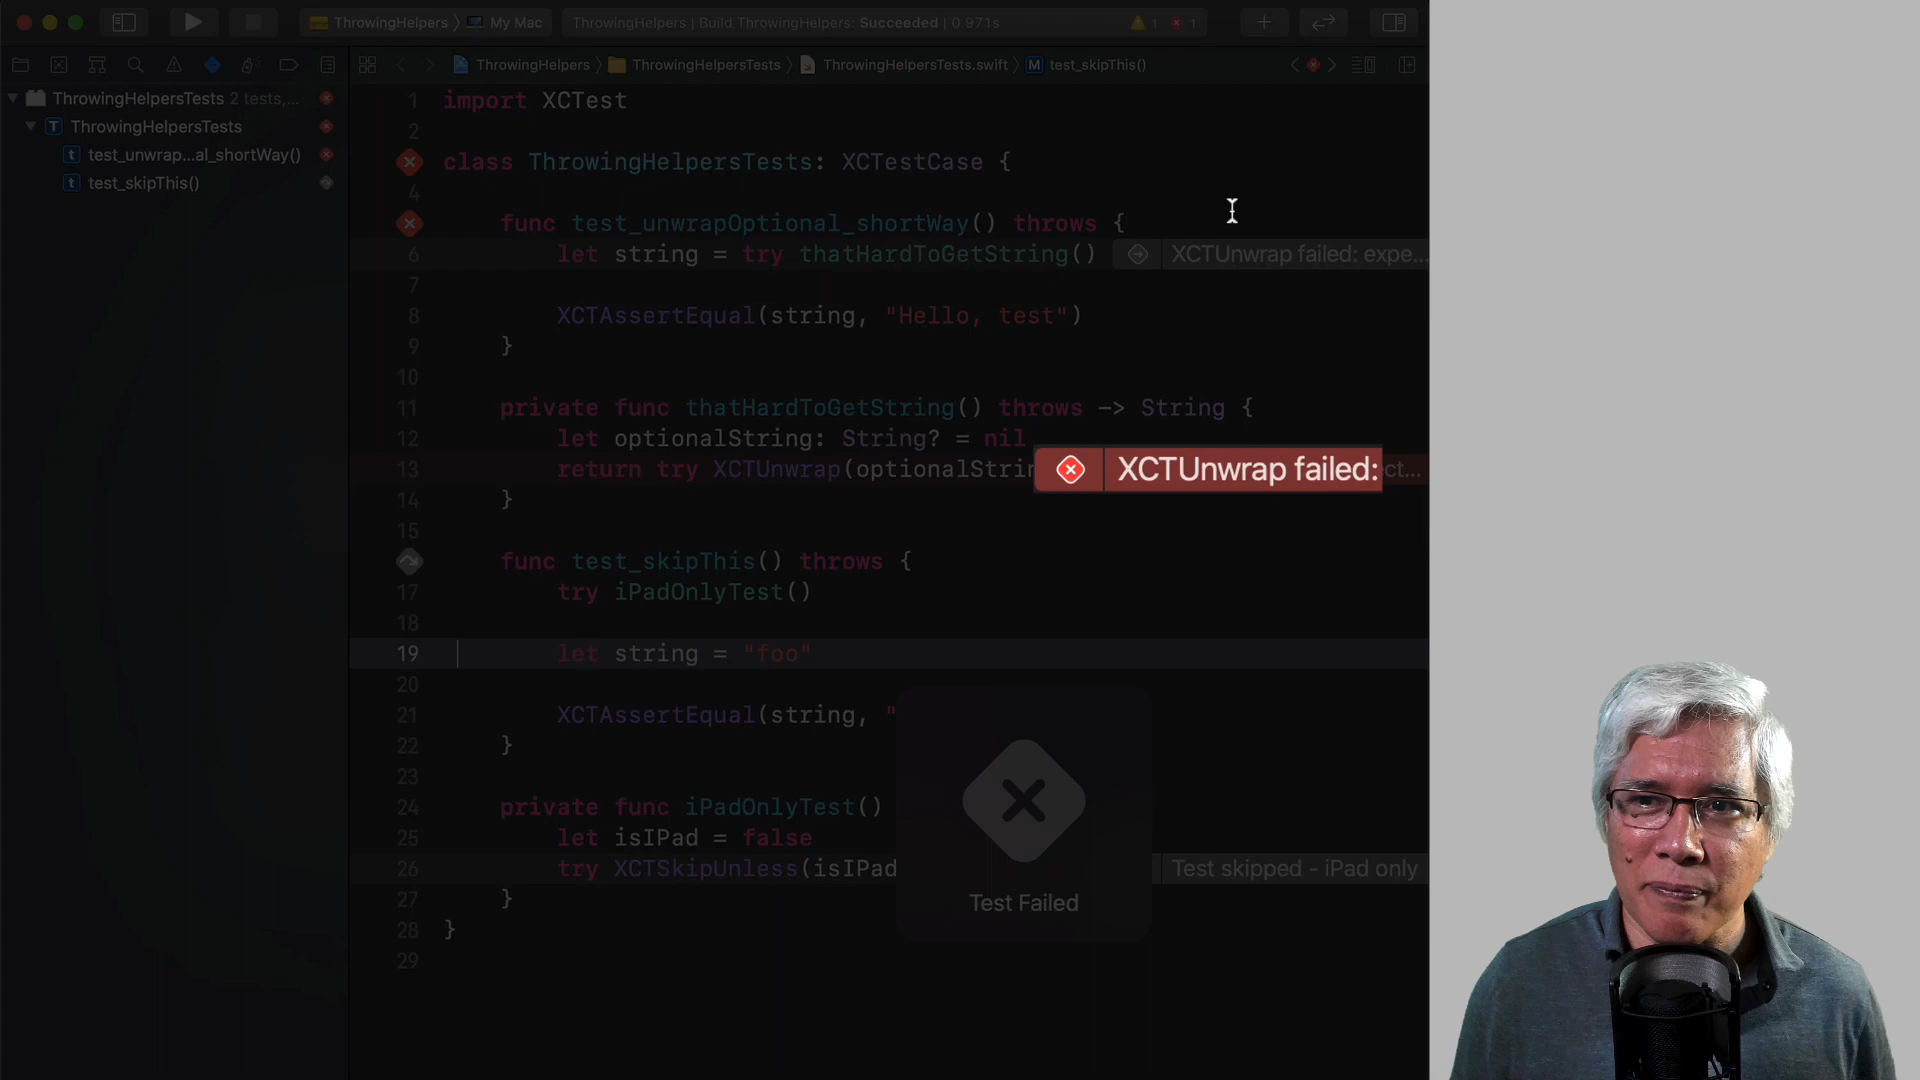 ThrowingHelpers 〉 My Mac
ThrowingHelpers | Build ThrowingHelpers: Succeeded | 0.971s
1
1
ThrowingHelpers 〉 ThrowingHelpersTests 〉 ThrowingHelpersTests.swift 〉 M test_skipThis()
ThrowingHelpersTests 2 tests,...
T ThrowingHelpersTests
t test_unwrap...al_shortWay()
t test_skipThis()
1 import XCTest
2
class ThrowingHelpersTests: XCTestCase {
4
func test_unwrapOptional_shortWay() throws {
6 let string = try thatHardToGetString() XCTUnwrap failed: expe...
7
8 XCTAssertEqual(string, "Hello, test")
9 }
10
11 private func thatHardToGetString() throws -> String {
12 let optionalString: String? = nil
13 return try XCTUnwrap(optionalStrin XCTUnwrap failed: ct...
14 }
15
func test_skipThis() throws {
17 try iPadOnlyTest()
18
19 let string = "foo"
20
21 XCTAssertEqual(string, "
22 }
23
24 private func iPadOnlyTest()
25 let isIPad = false
26 try XCTSkipUnless(isIPad Test skipped - iPad only
27 }
28 }
29
Test Failed